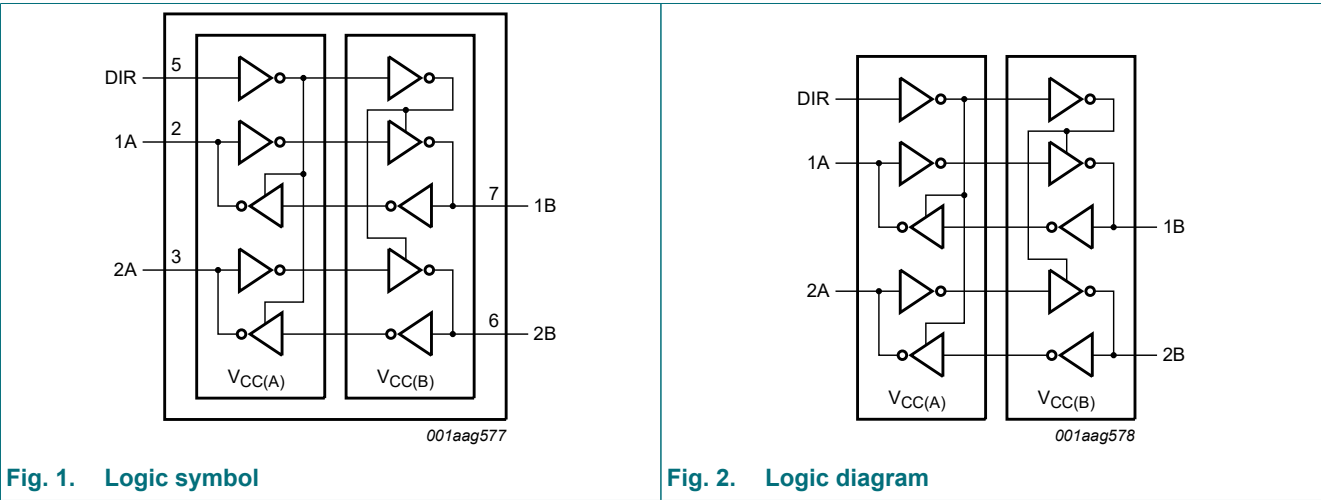 DIR
5
1A
2
7
1B
2A
3
6
2B
VCC(A)
VCC(B)
001aag577
Fig. 1. Logic symbol
DIR
1A
1B
2A
2B
VCC(A)
VCC(B)
001aag578
Fig. 2. Logic diagram